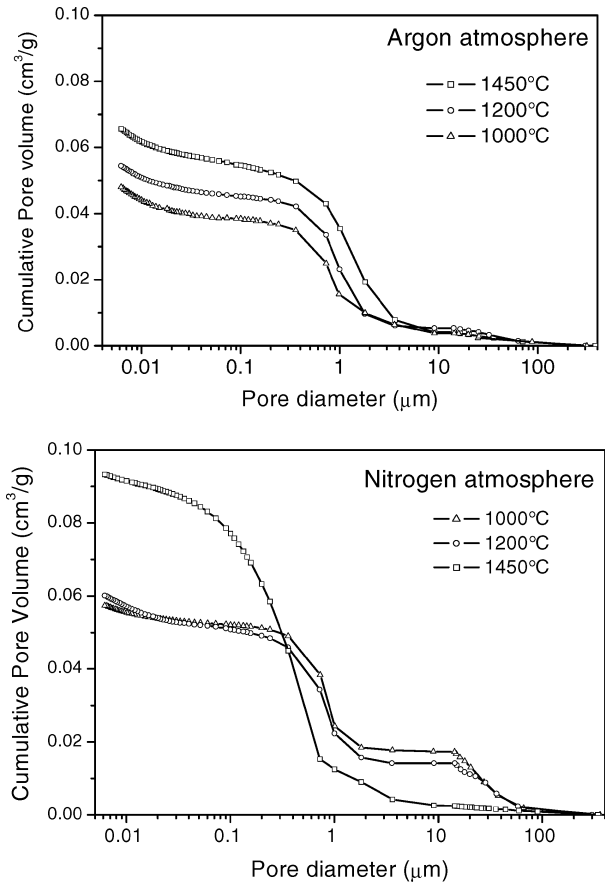 Argon atmosphere
1450°C
1200°C
1000°C
Cumulative Pore volume (cm³/g)
0.10
0.08
0.06
0.04
0.02
0.00
0.01 0.1 1 10 100
Pore diameter (μm)
Nitrogen atmosphere
1000°C
1200°C
1450°C
Cumulative Pore Volume (cm³/g)
0.10
0.08
0.06
0.04
0.02
0.00
0.01 0.1 1 10 100
Pore diameter (μm)